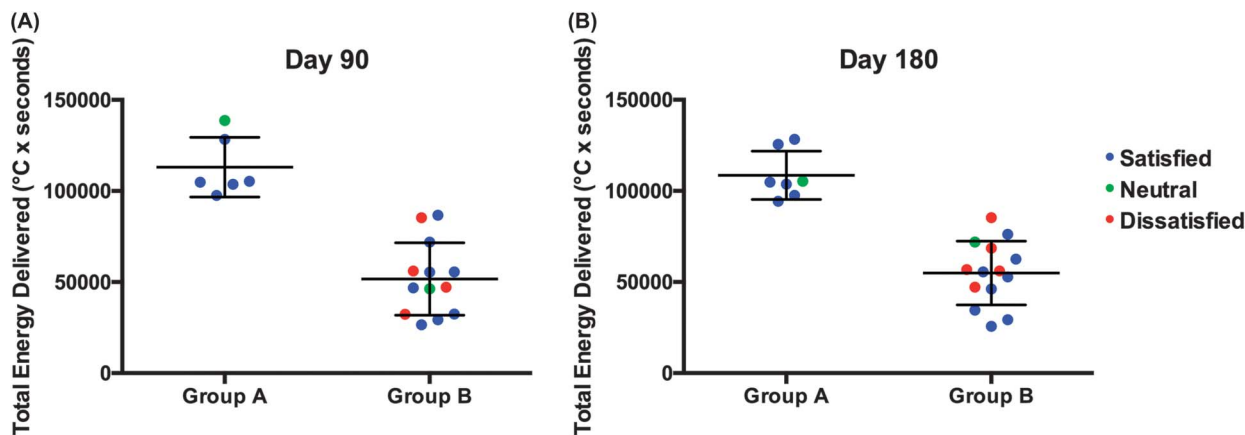 (A)
Day 90
Total Energy Delivered (°C x seconds)
150000
100000
50000
0
Group A
Group B
(B)
Day 180
Total Energy Delivered (°C x seconds)
150000
100000
50000
0
Group A
Group B
Satisfied
Neutral
Dissatisfied